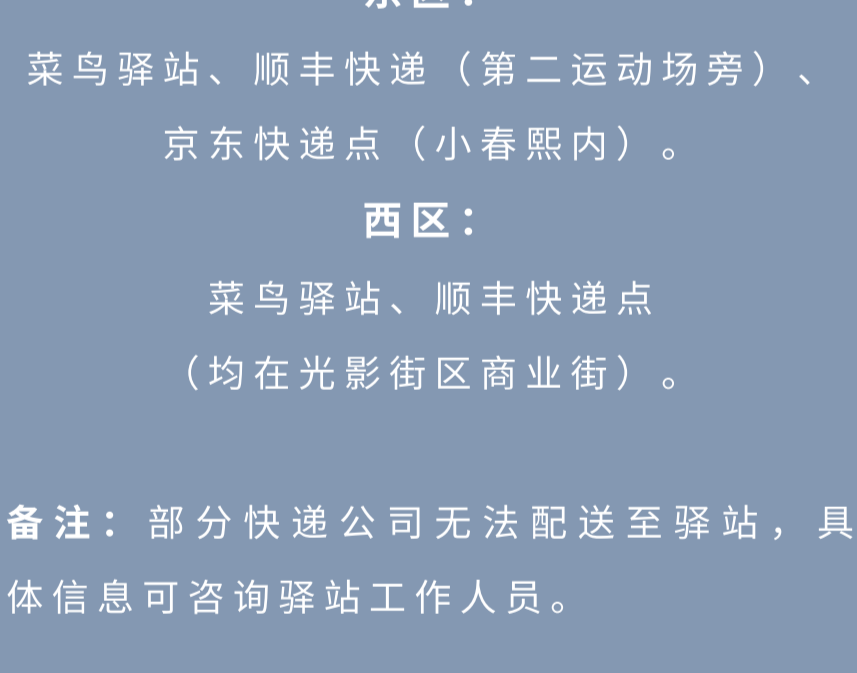 菜鸟驿站、顺丰快递（第二运动场旁）、
京东快递点（小春熙内）。
西区：
菜鸟驿站、顺丰快递点
（均在光影街区商业街）。
备注：部分快递公司无法配送至驿站，具
体信息可咨询驿站工作人员。